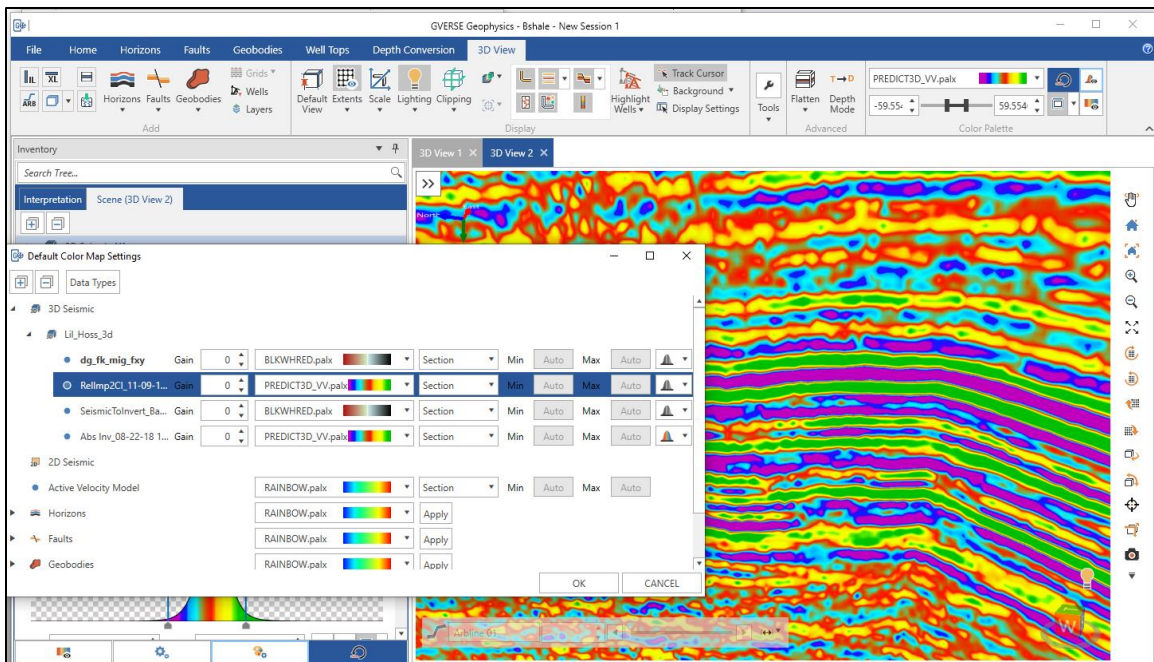 GVERSE Geophysics - Bshale - New Session 1
File Home Horizons Faults Geobodies Well Tops Depth Conversion 3D View
IL XL
ARB
Horizons Faults Geobodies
Grids
Wells
Layers
Add
Default View
Extents
Scale
Lighting
Clipping
Highlight Wells
Track Cursor
Background
Display Settings
Display
Tools
Flatten
T→D
Depth Mode
Advanced
PREDICT3D_VV.palx
-59.55 59.554
Color Palette
Inventory
3D View 1 3D View 2
Search Tree...
Interpretation Scene (3D View 2)
North
Default Color Map Settings
Data Types
3D Seismic
Lil_Hoss_3d
dg_fk_mig_fxy Gain 0 BLKWHRED.palx Section Min Auto Max Auto
RelImp2CI_11-09-1... Gain 0 PREDICT3D_VV.palx Section Min Auto Max Auto
SeismicToInvert_Ba... Gain 0 BLKWHRED.palx Section Min Auto Max Auto
Abs Inv_08-22-18 1... Gain 0 PREDICT3D_VV.palx Section Min Auto Max Auto
2D Seismic
Active Velocity Model RAINBOW.palx Section Min Auto Max Auto
Horizons RAINBOW.palx Apply
Faults RAINBOW.palx Apply
Geobodies RAINBOW.palx Apply
OK CANCEL
Arbline 01
W